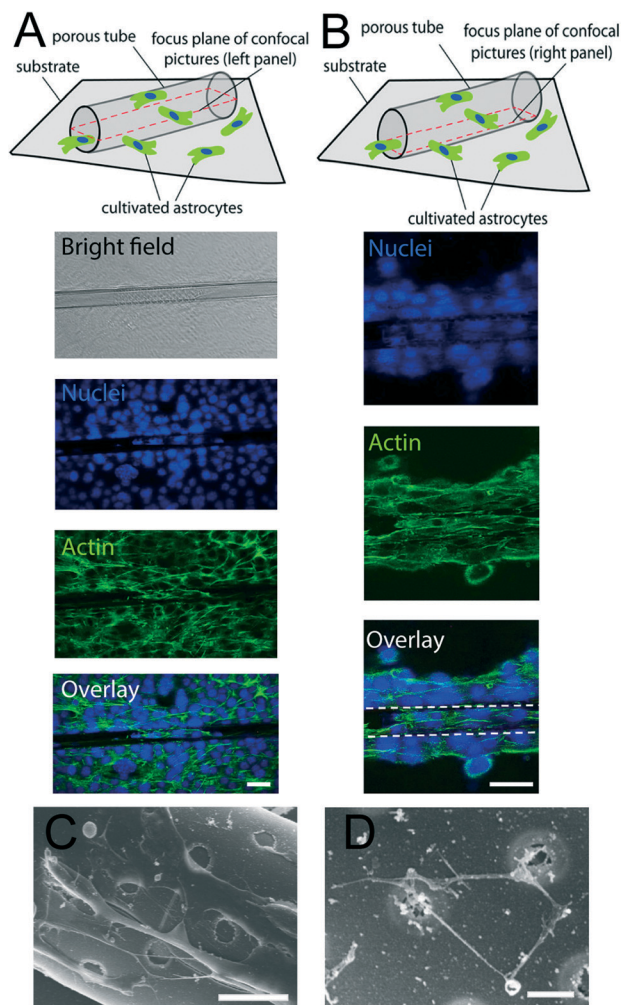 A
porous tube
focus plane of confocal
pictures (left panel)
substrate
cultivated astrocytes
Bright field
Nuclei
Actin
Overlay
B
porous tube
focus plane of confocal
pictures (right panel)
substrate
cultivated astrocytes
Nuclei
Actin
Overlay
C
D